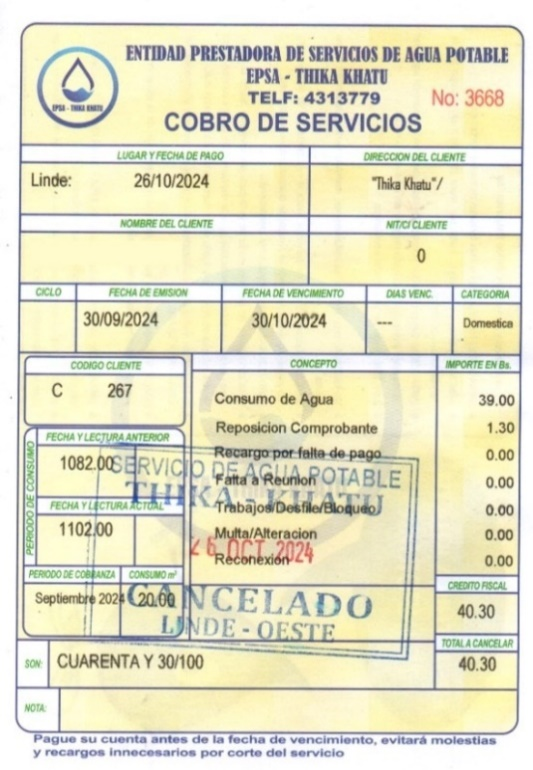 ENTIDAD PRESTADORA DE SERVICIOS DE AGUA POTABLE
EPSA - THIKA KHATU
EPSA - THIKA KHATU
TELF: 4313779
No: 3668
COBRO DE SERVICIOS
LUGAR Y FECHA DE PAGO
DIRECCION DEL CLIENTE
Linde: 26/10/2024
"Thika Khatu"/
NOMBRE DEL CLIENTE
NIT/CI CLIENTE
0
CICLO FECHA DE EMISION FECHA DE VENCIMIENTO DIAS VENC. CATEGORIA
30/09/2024 30/10/2024 --- Domestica
CODIGO CLIENTE
CONCEPTO
IMPORTE EN Bs.
C 267
Consumo de Agua 39.00
Reposicion Comprobante 1.30
PERIODO DE CONSUMO
FECHA Y LECTURA ANTERIOR
1082.00
Recargo por falta de pago 0.00
SERVICIO DE AGUA POTABLE
Falta a Reunion 0.00
THIKA - KHATU
FECHA Y LECTURA ACTUAL
1102.00
Trabajos/Desfile/Bloqueo 0.00
Multa/Alteracion 0.00
26 OCT. 2024
Reconexion 0.00
PERIODO DE COBRANZA CONSUMO m³
Septiembre 2024 20.00
CANCELADO
LINDE - OESTE
CREDITO FISCAL
40.30
TOTAL A CANCELAR
40.30
SON: CUARENTA Y 30/100
NOTA:
Pague su cuenta antes de la fecha de vencimiento, evitará molestias
y recargos innecesarios por corte del servicio